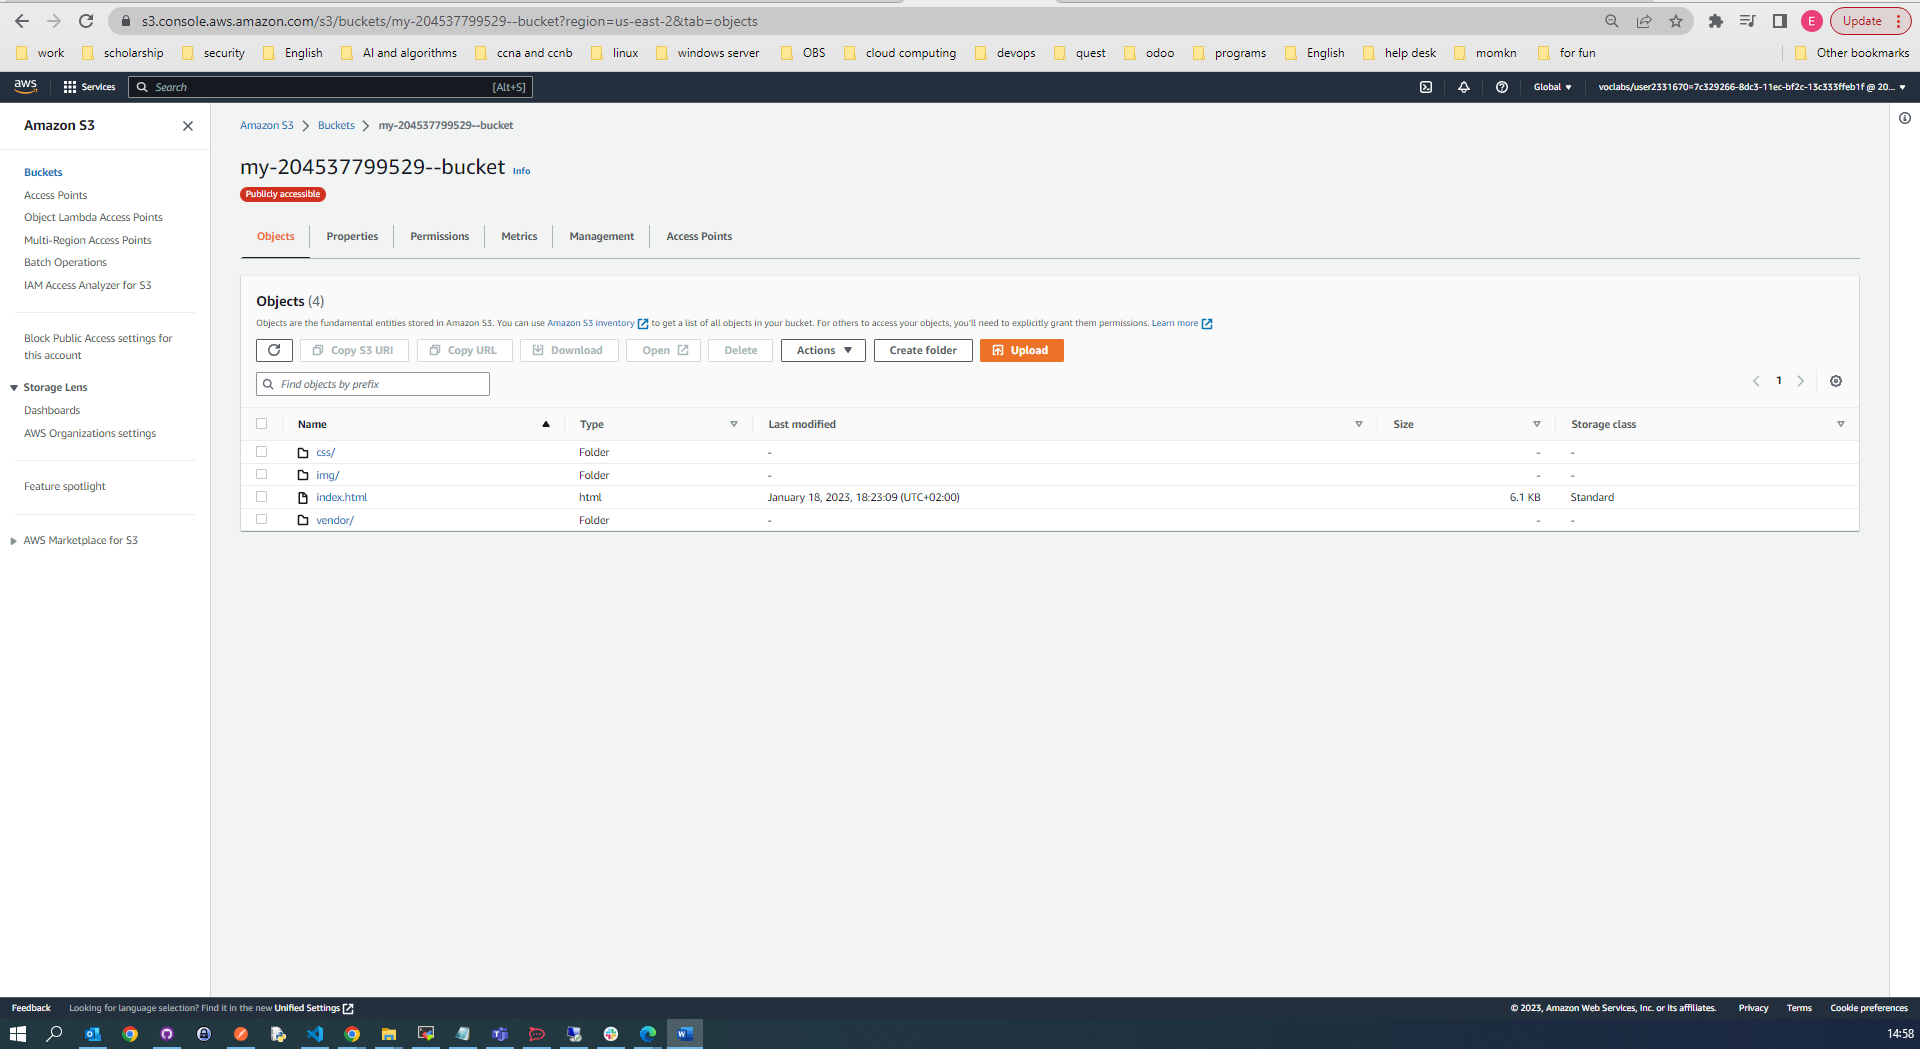 s3.console.aws.amazon.com/s3/buckets/my-204537799529--bucket?region=us-east-2&tab=objects
E
Update
work scholarship security English AI and algorithms ccna and ccnb linux windows server OBS cloud computing devops quest odoo programs English help desk momkn for fun Other bookmarks
aws Services Search [Alt+S] Global voclabs/user2331670=7c329266-8dc3-11ec-bf2c-13c333ffeb1f @ 20...
Amazon S3
Buckets
Access Points
Object Lambda Access Points
Multi-Region Access Points
Batch Operations
IAM Access Analyzer for S3
Block Public Access settings for
this account
Storage Lens
Dashboards
AWS Organizations settings
Feature spotlight
AWS Marketplace for S3
Amazon S3 Buckets my-204537799529--bucket
my-204537799529--bucket Info
Publicly accessible
Objects Properties Permissions Metrics Management Access Points
Objects (4)
Objects are the fundamental entities stored in Amazon S3. You can use Amazon S3 inventory to get a list of all objects in your bucket. For others to access your objects, you'll need to explicitly grant them permissions. Learn more
Copy S3 URI Copy URL Download Open Delete Actions Create folder Upload
Find objects by prefix
1
Name Type Last modified Size Storage class
css/ Folder - - -
img/ Folder - - -
index.html html January 18, 2023, 18:23:09 (UTC+02:00) 6.1 KB Standard
vendor/ Folder - - -
Feedback Looking for language selection? Find it in the new Unified Settings © 2023, Amazon Web Services, Inc. or its affiliates. Privacy Terms Cookie preferences
14:58